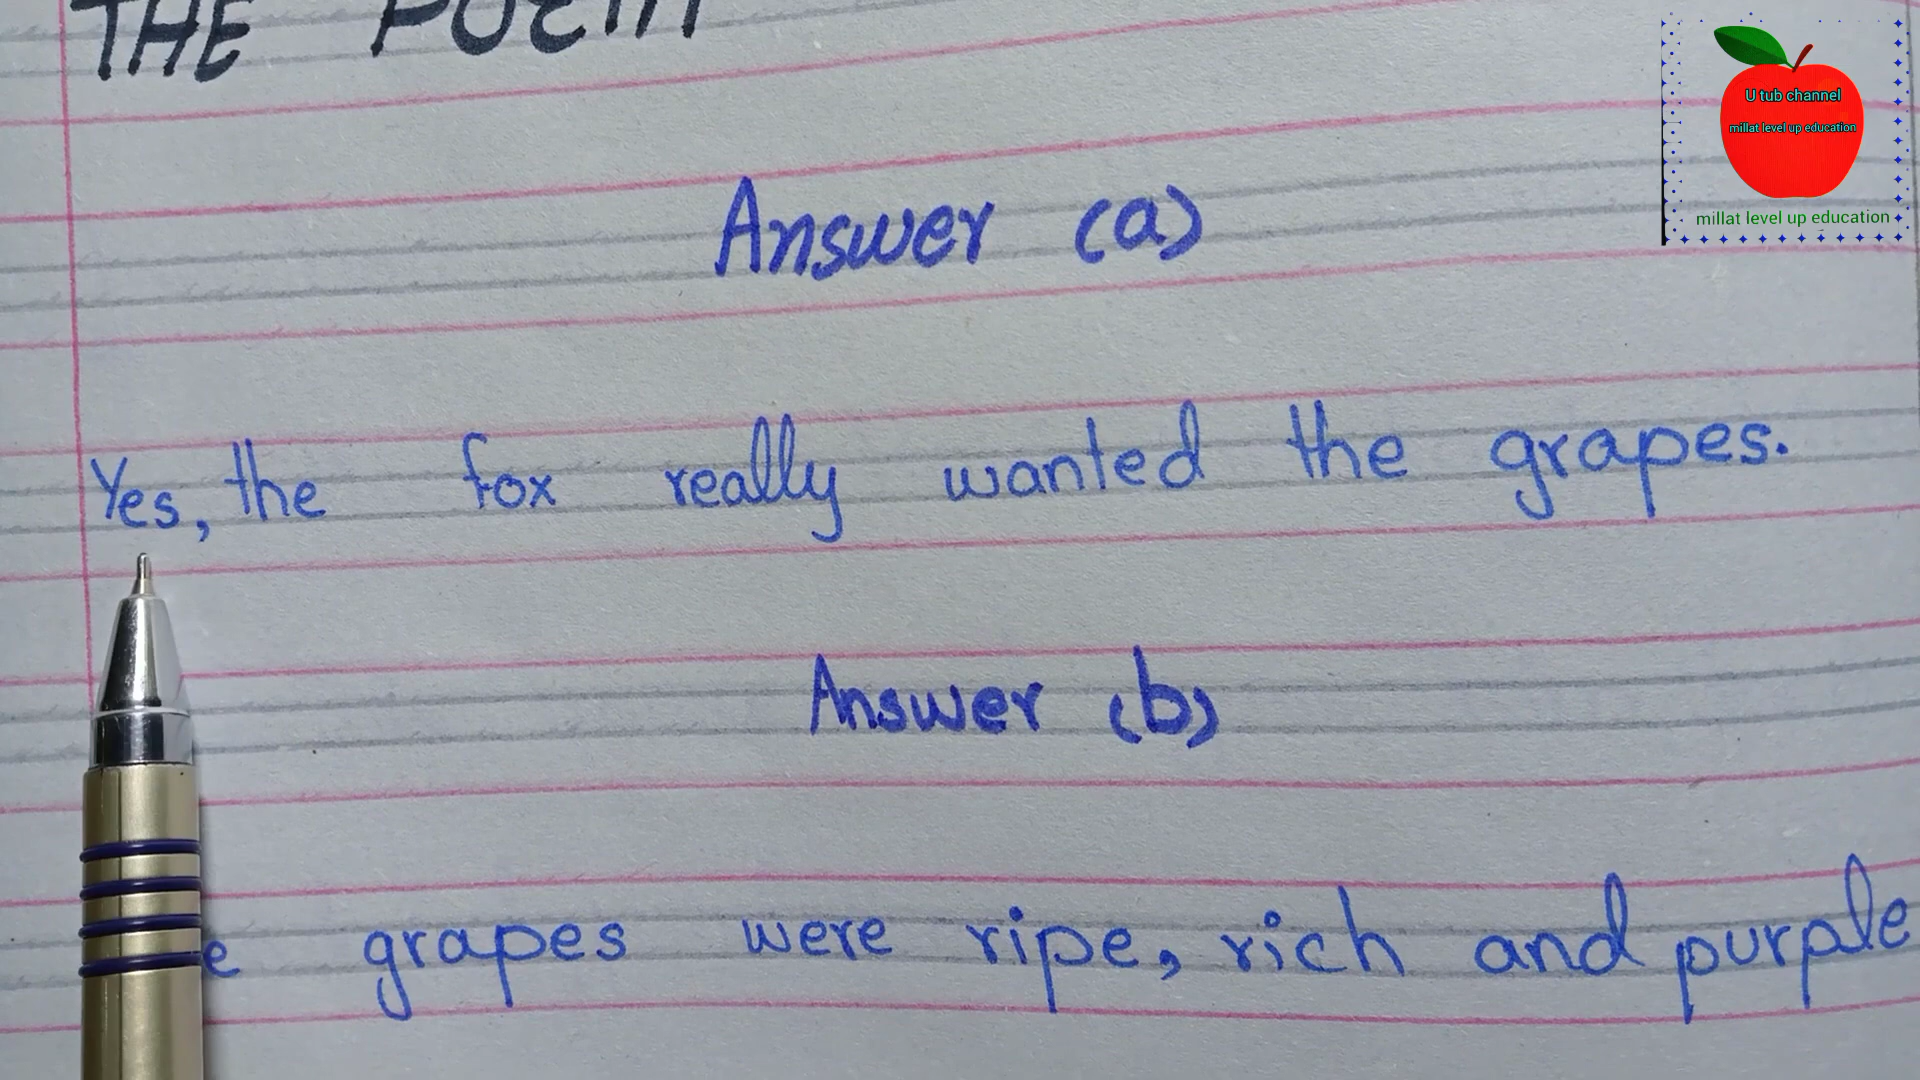 THE POEM
U tub channel
millat level up education
millat level up education
Answer (a)
Yes, the fox really wanted the grapes.
Answer (b)
e grapes were ripe, rich and purple